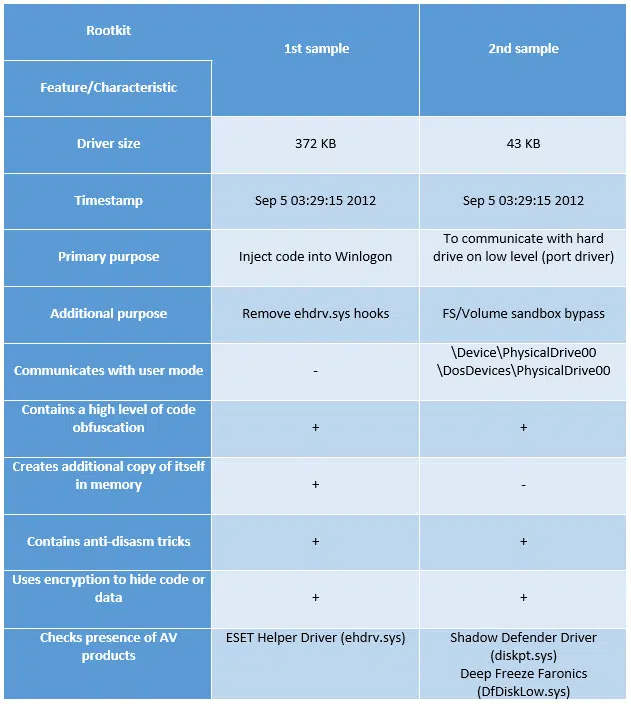 Rootkit
1st sample
2nd sample
Feature/Characteristic
Driver size
372 KB
43 KB
Timestamp
Sep 5 03:29:15 2012
Sep 5 03:29:15 2012
Primary purpose
Inject code into Winlogon
To communicate with hard
drive on low level (port driver)
Additional purpose
Remove ehdrv.sys hooks
FS/Volume sandbox bypass
Communicates with user mode
-
\Device\PhysicalDrive00
\DosDevices\PhysicalDrive00
Contains a high level of code
obfuscation
+
+
Creates additional copy of itself
in memory
+
-
Contains anti-disasm tricks
+
+
Uses encryption to hide code or
data
+
+
Checks presence of AV
products
ESET Helper Driver (ehdrv.sys)
Shadow Defender Driver
(diskpt.sys)
Deep Freeze Faronics
(DfDiskLow.sys)